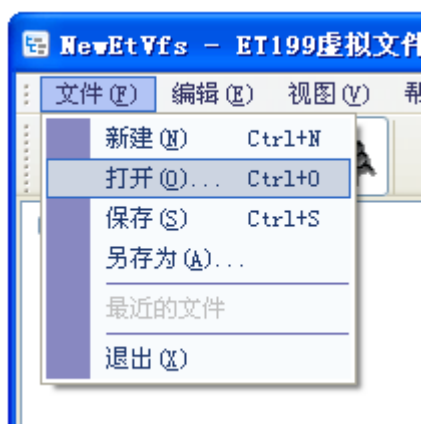 NewEtVfs - ET199虚拟文件
文件(F) 编辑(E) 视图(V) 帮
新建(N) Ctrl+N
打开(O)... Ctrl+O
保存(S) Ctrl+S
另存为(A)...
最近的文件
退出(X)